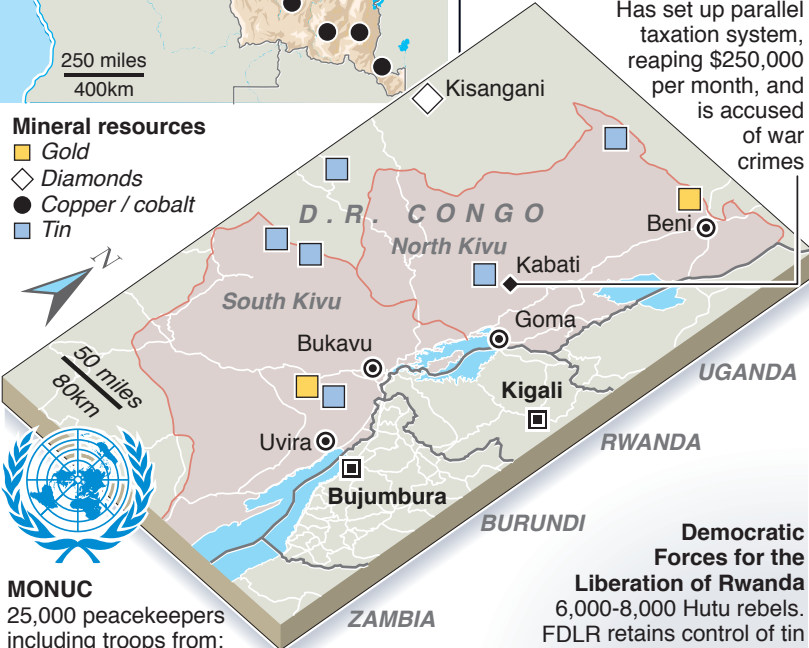 250 miles
400km
Mineral resources
Gold
Diamonds
Copper / cobalt
Tin
Has set up parallel
taxation system,
reaping $250,000
per month, and
is accused
of war
crimes
Kisangani
D.R. CONGO
North Kivu
Beni
Kabati
South Kivu
Goma
Bukavu
N
50 miles
80km
Kigali
Uvira
Bujumbura
UGANDA
RWANDA
BURUNDI
ZAMBIA
MONUC
25,000 peacekeepers
including troops from:
Democratic
Forces for the
Liberation of Rwanda
6,000-8,000 Hutu rebels.
FDLR retains control of tin